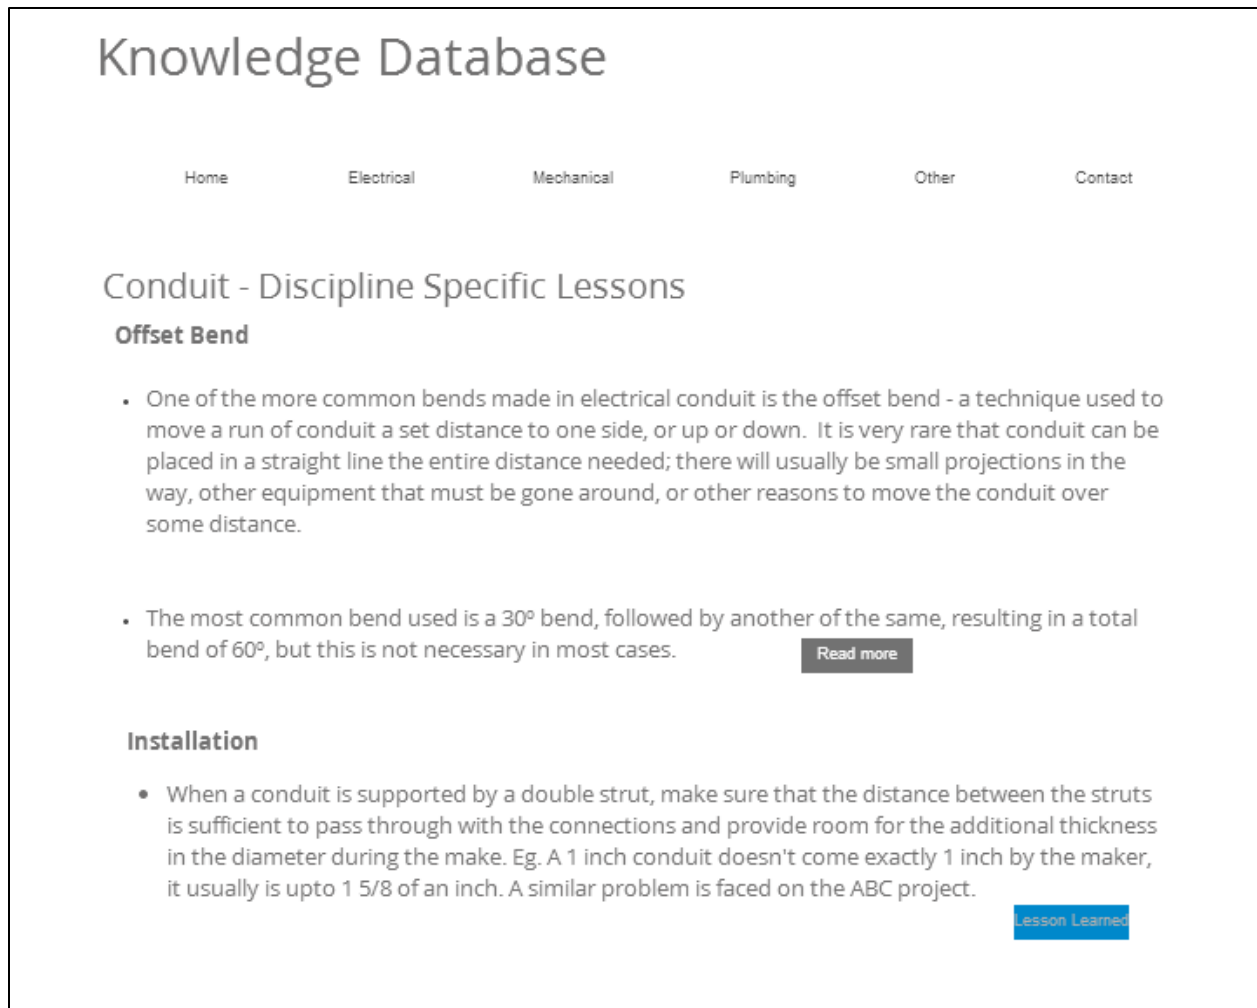 Knowledge Database
Home Electrical Mechanical Plumbing Other Contact
Conduit - Discipline Specific Lessons
Offset Bend
• One of the more common bends made in electrical conduit is the offset bend - a technique used to
move a run of conduit a set distance to one side, or up or down.  It is very rare that conduit can be
placed in a straight line the entire distance needed; there will usually be small projections in the
way, other equipment that must be gone around, or other reasons to move the conduit over
some distance.
• The most common bend used is a 30º bend, followed by another of the same, resulting in a total
bend of 60º, but this is not necessary in most cases.
Read more
Installation
• When a conduit is supported by a double strut, make sure that the distance between the struts
is sufficient to pass through with the connections and provide room for the additional thickness
in the diameter during the make. Eg. A 1 inch conduit doesn't come exactly 1 inch by the maker,
it usually is upto 1 5/8 of an inch. A similar problem is faced on the ABC project.
Lesson Learned